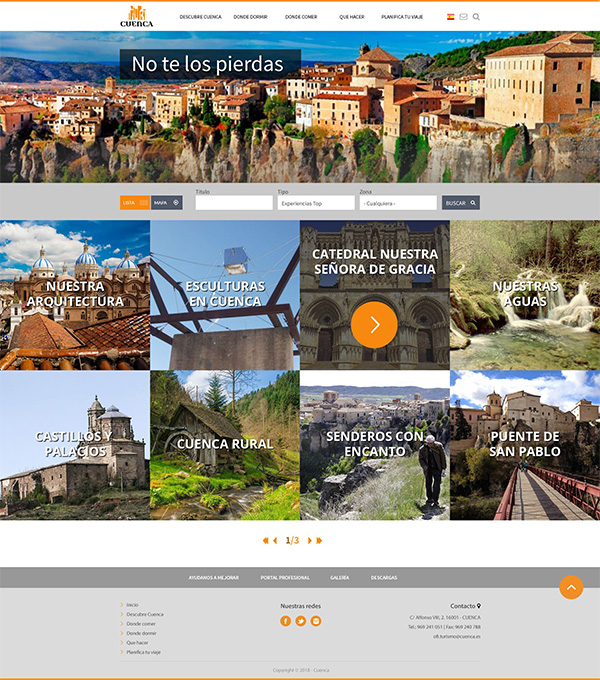 CUENCA
DESCUBRE CUENCA DONDE DORMIR DONDE COMER QUE HACER PLANIFICA TU VIAJE
No te los pierdas
Título Tipo Zona
LISTA MAPA Experiencias Top - Cualquiera - BUSCAR
NUESTRA
ARQUITECTURA
ESCULTURAS
EN CUENCA
CATEDRAL NUESTRA
SEÑORA DE GRACIA
NUESTRAS
AGUAS
CASTILLOS Y
PALACIOS
CUENCA RURAL
SENDEROS CON
ENCANTO
PUENTE DE
SAN PABLO
1/3
AYUDANOS A MEJORAR PORTAL PROFESIONAL GALERÍA DESCARGAS
Inicio
Descubre Cuenca
Donde comer
Donde dormir
Que hacer
Planifica tu viaje
Nuestras redes
Contacto
C/ Alfonso VIII, 2. 16001 · CUENCA
Tel.: 969 241 051 | Fax: 969 240 788
ofi.turismo@cuenca.es
Copyright © 2018 · Cuenca